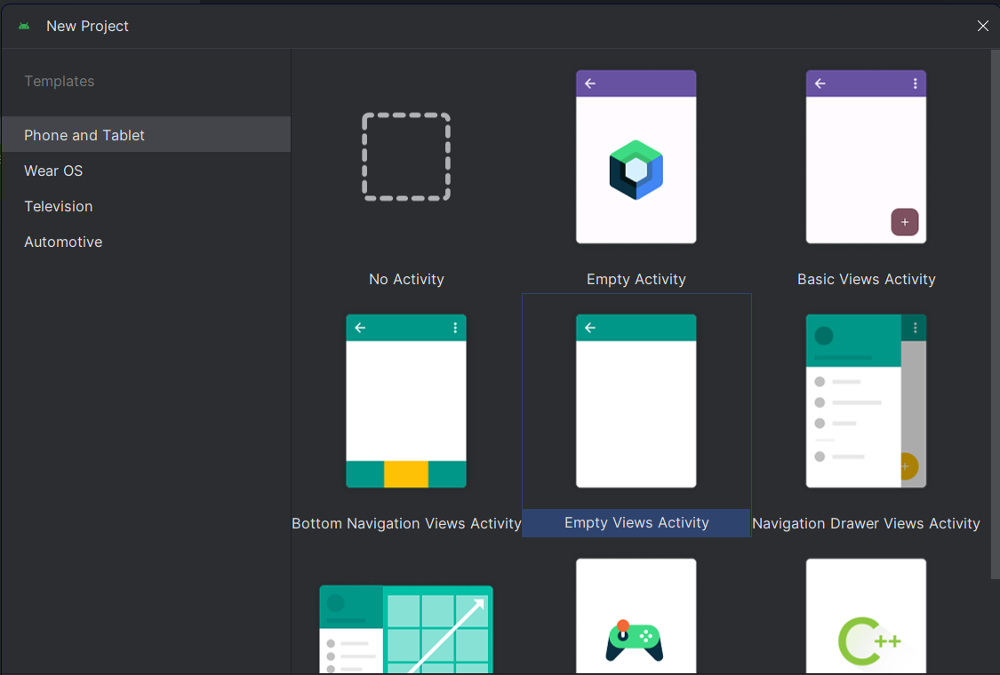 New Project
Templates
Phone and Tablet
Wear OS
Television
Automotive
No Activity
Empty Activity
Basic Views Activity
Bottom Navigation Views Activity
Empty Views Activity
Navigation Drawer Views Activity
C++